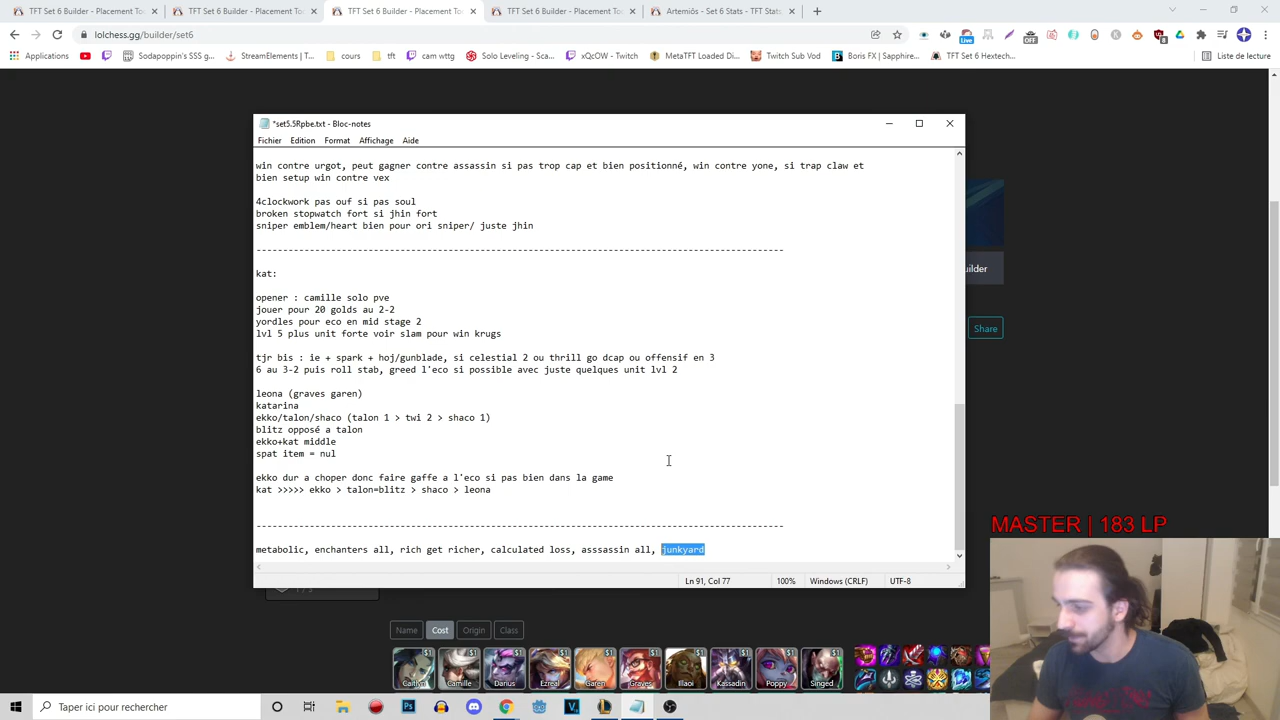 TFT Set 6 Builder - Placement To
TFT Set 6 Builder - Placement To
TFT Set 6 Builder - Placement To
TFT Set 6 Builder - Placement To
Artemiōs - Set 6 Stats - TFT Stats
lolchess.gg/builder/set6
Applications
Sodapoppin's SSS g...
StreamElements - ...
cours
tft
cam wttg
Solo Leveling - Sca...
xQcOW - Twitch
MetaTFT Loaded Di...
Twitch Sub Vod
Boris FX | Sapphire...
TFT Set 6 Hextech...
Liste de lecture
*set5.5Rpbe.txt - Bloc-notes
Fichier Edition Format Affichage Aide
win contre urgot, peut gagner contre assassin si pas trop cap et bien positionné, win contre yone, si trap claw et
bien setup win contre vex
4clockwork pas ouf si pas soul
broken stopwatch fort si jhin fort
sniper emblem/heart bien pour ori sniper/ juste jhin
kat:
opener : camille solo pve
jouer pour 20 golds au 2-2
yordles pour eco en mid stage 2
lvl 5 plus unit forte voir slam pour win krugs
tjr bis : ie + spark + hoj/gunblade, si celestial 2 ou thrill go dcap ou offensif en 3
6 au 3-2 puis roll stab, greed l'eco si possible avec juste quelques unit lvl 2
leona (graves garen)
katarina
ekko/talon/shaco (talon 1 > twi 2 > shaco 1)
blitz opposé a talon
ekko+kat middle
spat item = nul
ekko dur a choper donc faire gaffe a l'eco si pas bien dans la game
kat >>>>> ekko > talon=blitz > shaco > leona
metabolic, enchanters all, rich get richer, calculated loss, asssassin all, junkyard
Ln 91, Col 77
100%
Windows (CRLF)
UTF-8
uilder
Share
MASTER | 183 LP
Name
Cost
Origin
Class
$1 $1 $1 $1 $1 $1 $1 $1 $1 $1
Caitlyn Camille Darius Ezreal Garen Graves Illaoi Kassadin Poppy Singed
Taper ici pour rechercher